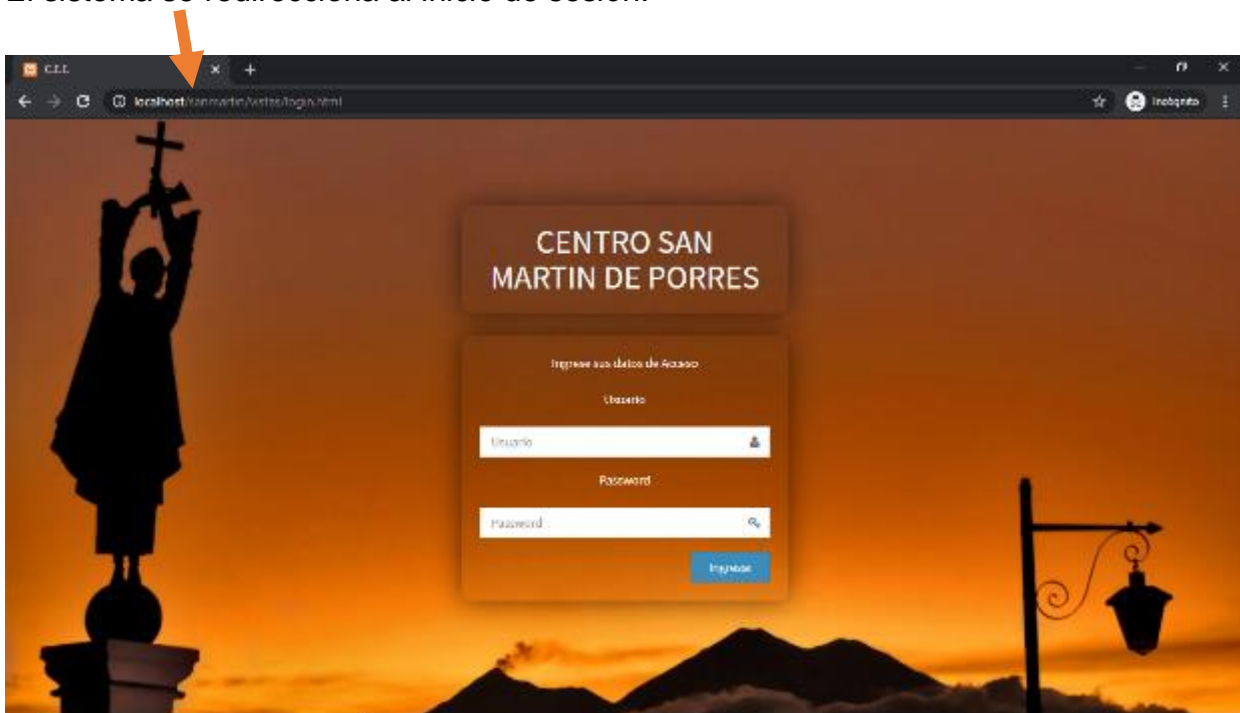 El sistema se redirecciona al inicio de sesión.
C.I.I.
localhost/sanmartin/vistas/login.html
Incógnito
CENTRO SAN
MARTIN DE PORRES
Ingrese sus datos de Acceso
Usuario
Usuario
Password
Password
Ingresar